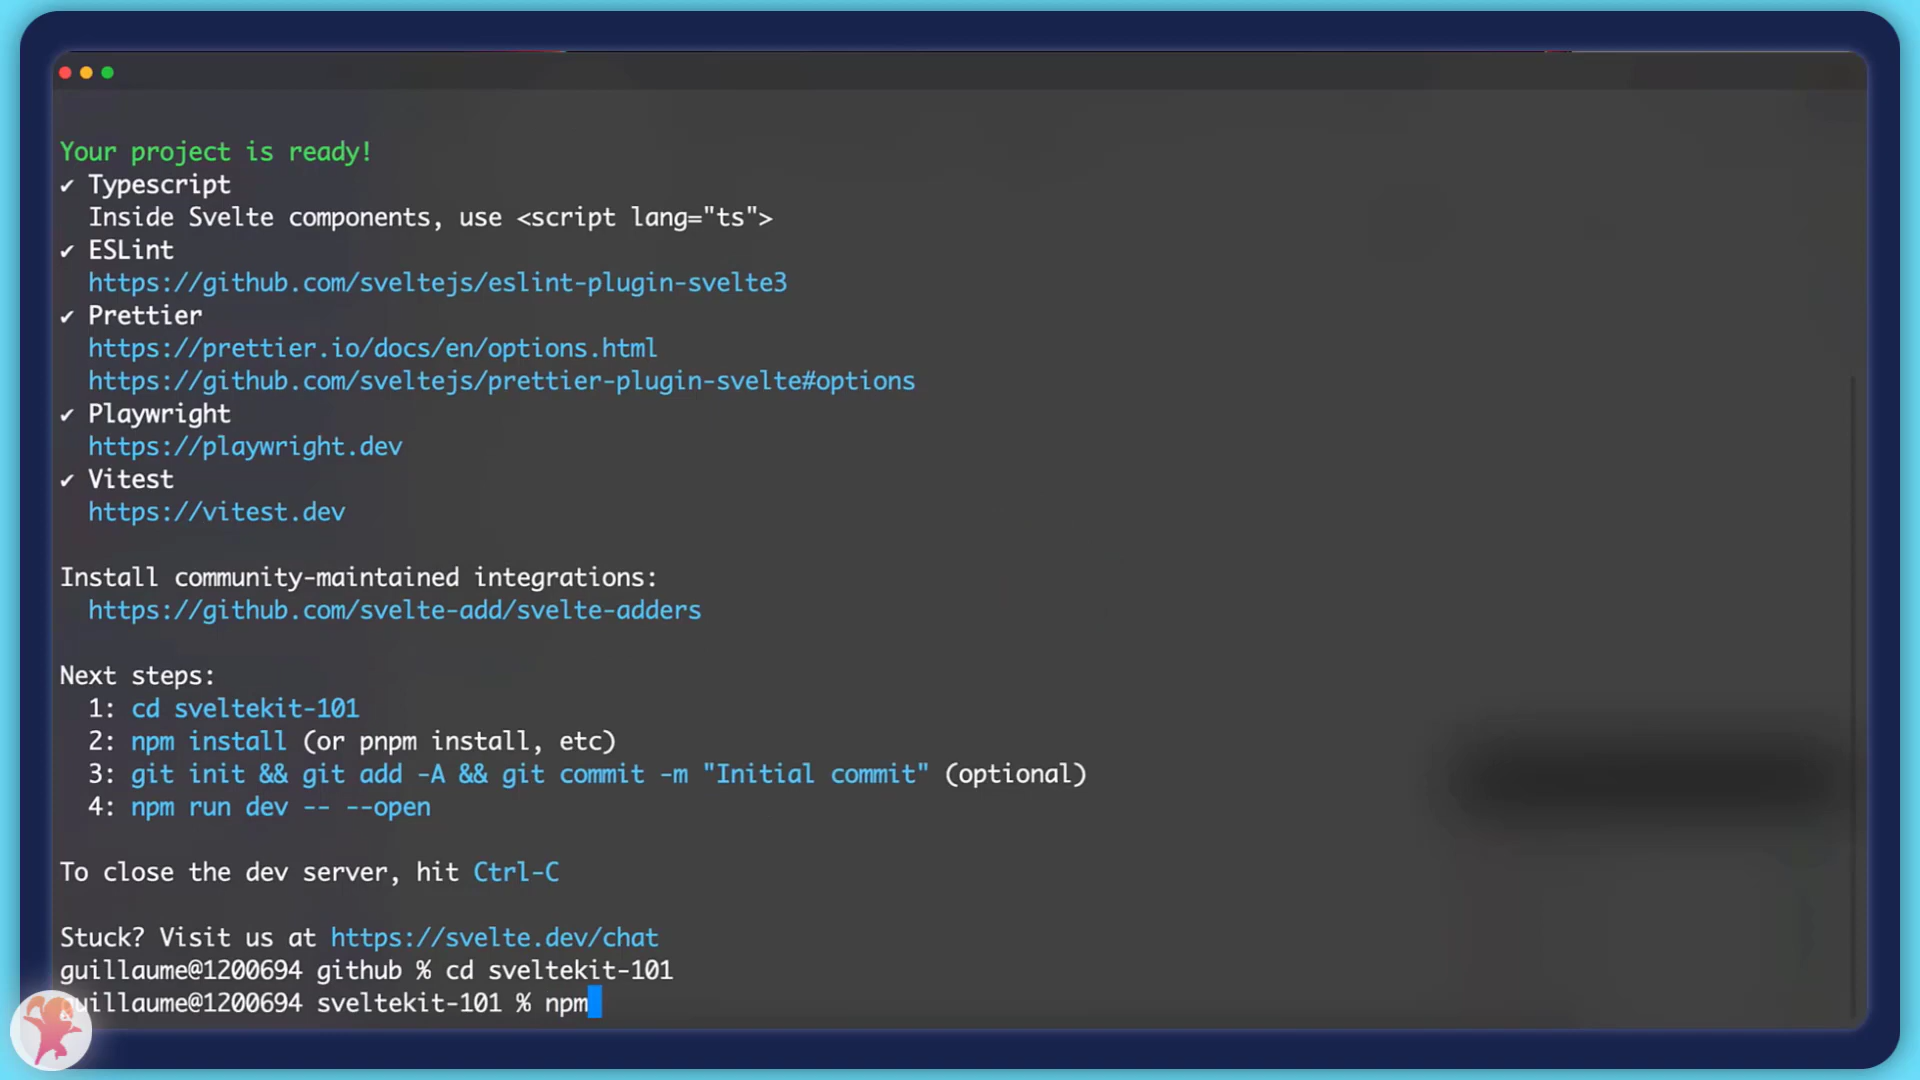 Your project is ready!
✔ Typescript
Inside Svelte components, use <script lang="ts">
✔ ESLint
https://github.com/sveltejs/eslint-plugin-svelte3
✔ Prettier
https://prettier.io/docs/en/options.html
https://github.com/sveltejs/prettier-plugin-svelte#options
✔ Playwright
https://playwright.dev
✔ Vitest
https://vitest.dev
Install community-maintained integrations:
https://github.com/svelte-add/svelte-adders
Next steps:
1: cd sveltekit-101
2: npm install (or pnpm install, etc)
3: git init && git add -A && git commit -m "Initial commit" (optional)
4: npm run dev -- --open
To close the dev server, hit Ctrl-C
Stuck? Visit us at https://svelte.dev/chat
guillaume@1200694 github % cd sveltekit-101
guillaume@1200694 sveltekit-101 % npm